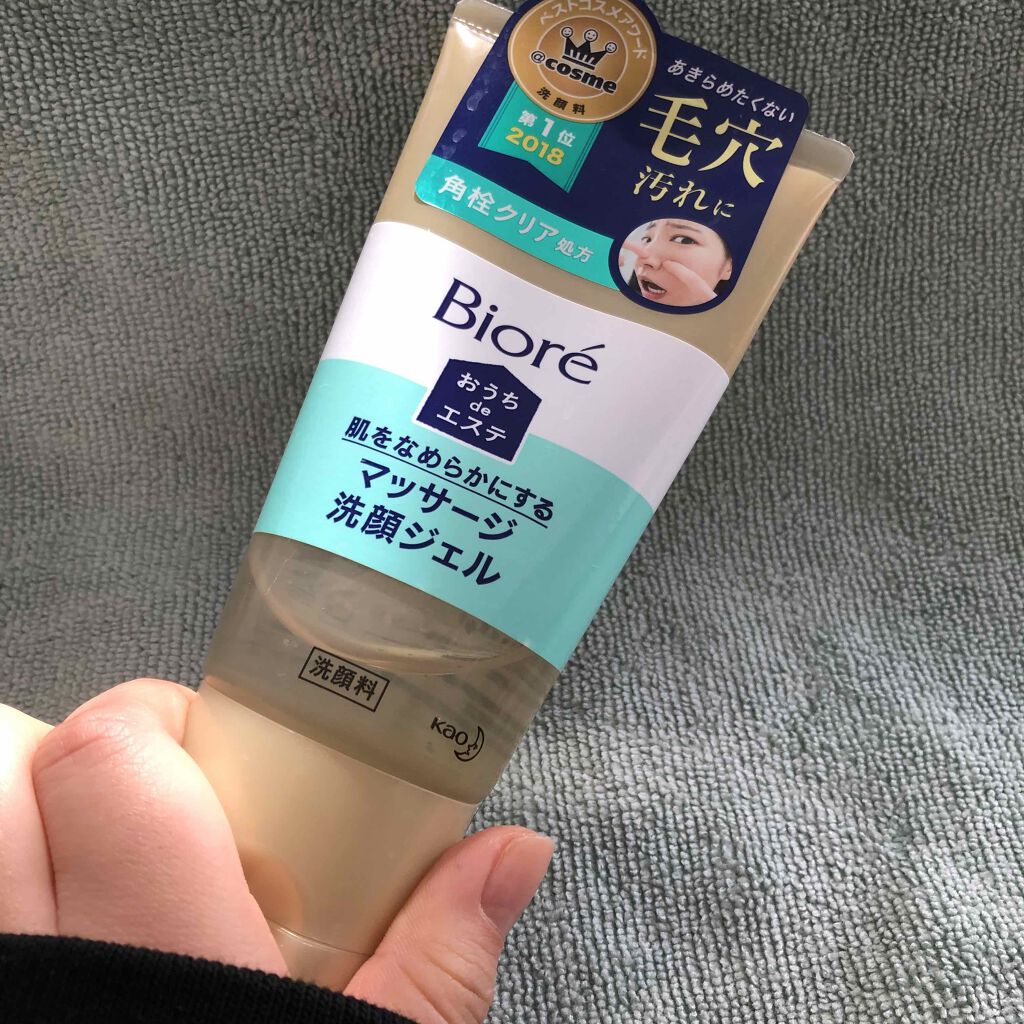 ベストコスメアワード
@cosme
洗顔料
第1位
2018
あきらめたくない
毛穴
汚れに
角栓クリア処方
Bioré
おうち
de
エステ
肌をなめらかにする
マッサージ
洗顔ジェル
洗顔料
Kao